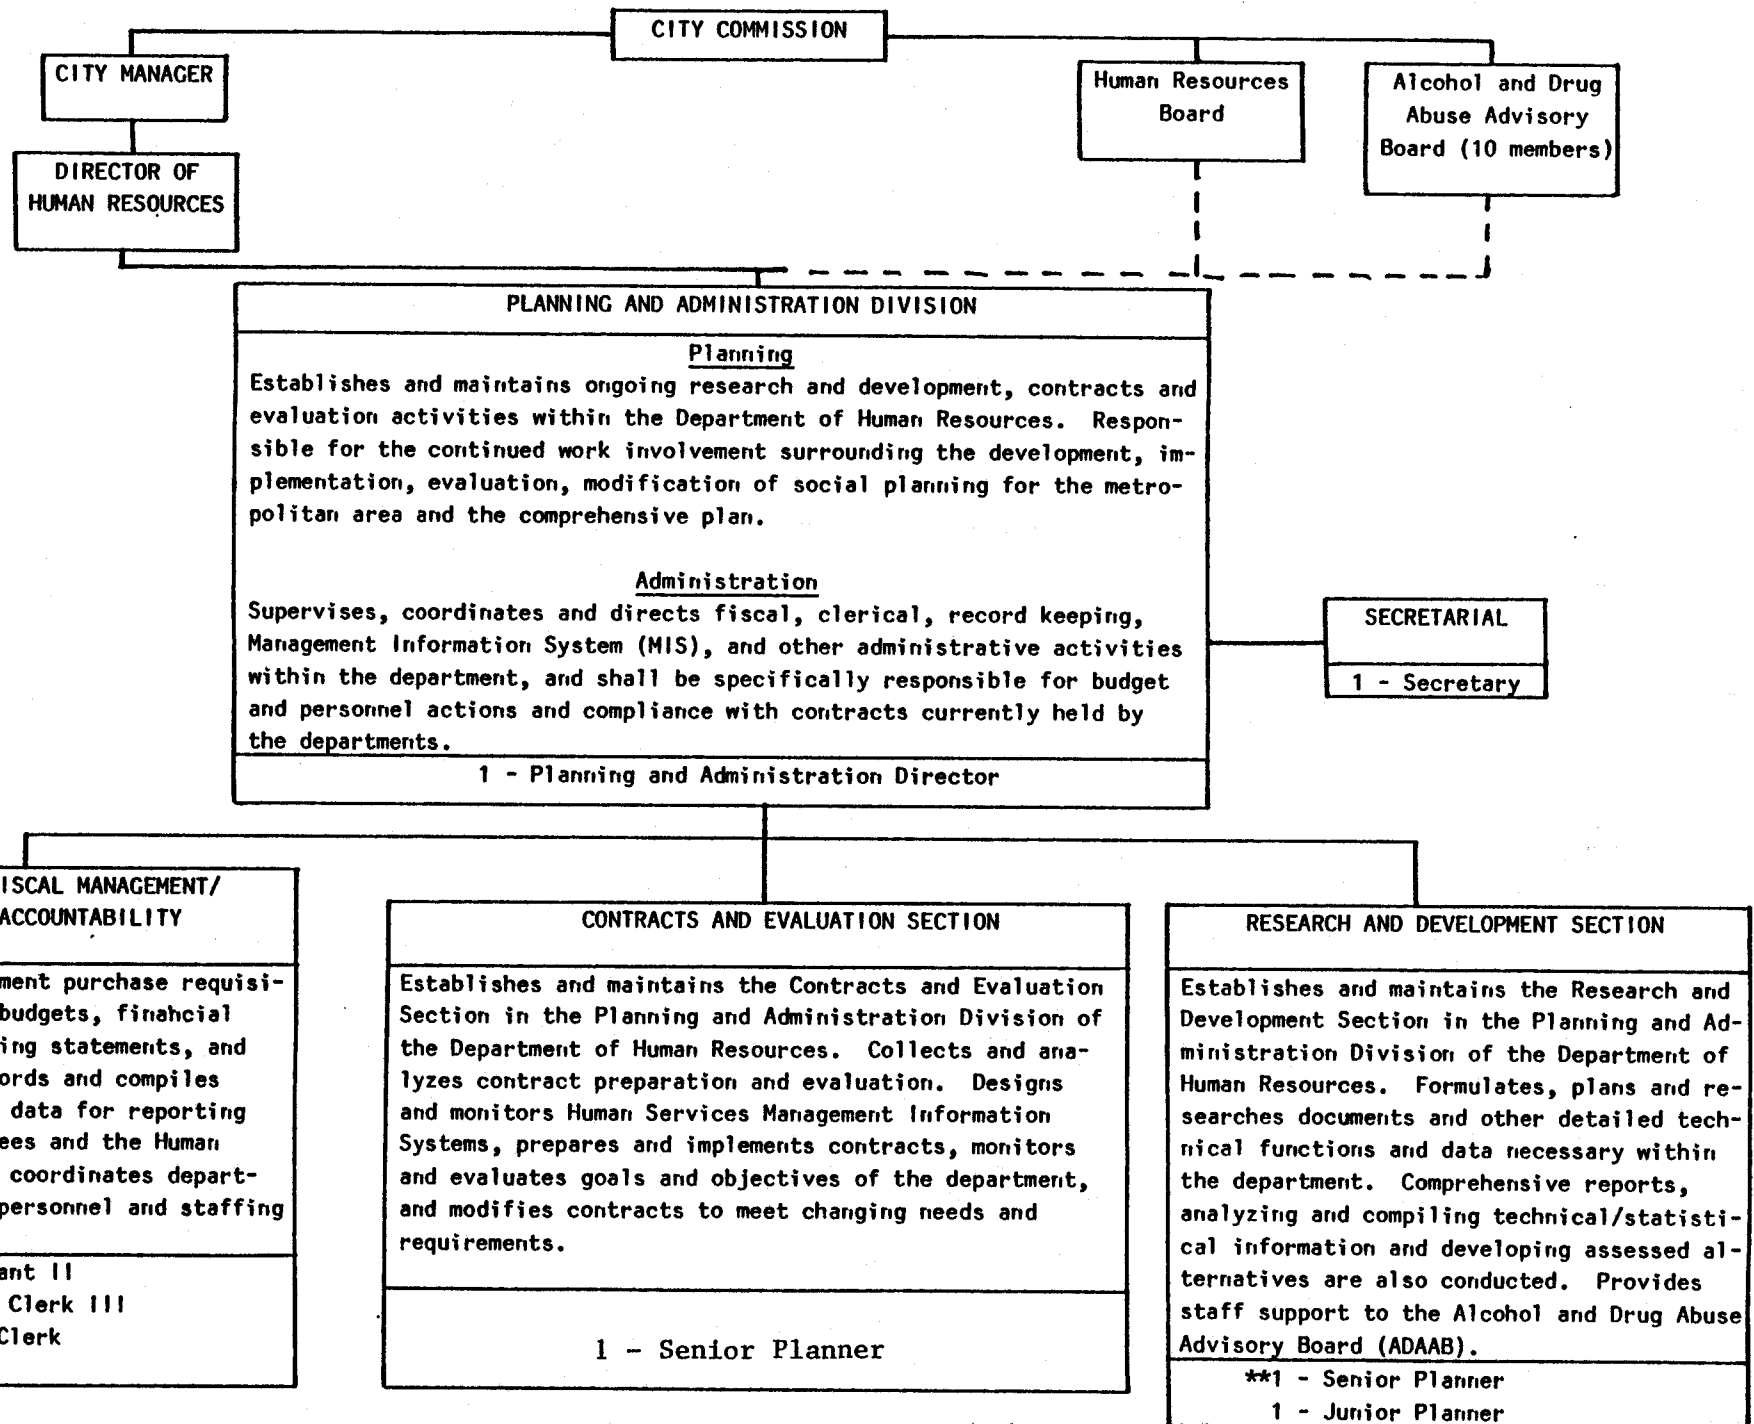 CITY COMMISSION
CITY MANAGER
Human Resources
Board
Alcohol and Drug
Abuse Advisory
Board (10 members)
DIRECTOR OF
HUMAN RESOURCES
PLANNING AND ADMINISTRATION DIVISION
Planning
Establishes and maintains ongoing research and development, contracts and
evaluation activities within the Department of Human Resources. Respon-
sible for the continued work involvement surrounding the development, im-
plementation, evaluation, modification of social planning for the metro-
politan area and the comprehensive plan.
Administration
Supervises, coordinates and directs fiscal, clerical, record keeping,
Management Information System (MIS), and other administrative activities
within the department, and shall be specifically responsible for budget
and personnel actions and compliance with contracts currently held by
the departments.
1 - Planning and Administration Director
SECRETARIAL
1 - Secretary
ISCAL MANAGEMENT/
ACCOUNTABILITY
ment purchase requisi-
budgets, finahcial
ing statements, and
ords and compiles
data for reporting
ees and the Human
coordinates depart-
personnel and staffing
ant II
Clerk III
Clerk
CONTRACTS AND EVALUATION SECTION
Establishes and maintains the Contracts and Evaluation
Section in the Planning and Administration Division of
the Department of Human Resources. Collects and ana-
lyzes contract preparation and evaluation. Designs
and monitors Human Services Management Information
Systems, prepares and implements contracts, monitors
and evaluates goals and objectives of the department,
and modifies contracts to meet changing needs and
requirements.
1 - Senior Planner
RESEARCH AND DEVELOPMENT SECTION
Establishes and maintains the Research and
Development Section in the Planning and Ad-
ministration Division of the Department of
Human Resources. Formulates, plans and re-
searches documents and other detailed tech-
nical functions and data necessary within
the department. Comprehensive reports,
analyzing and compiling technical/statisti-
cal information and developing assessed al-
ternatives are also conducted. Provides
staff support to the Alcohol and Drug Abuse
Advisory Board (ADAAB).
**1 - Senior Planner
1 - Junior Planner